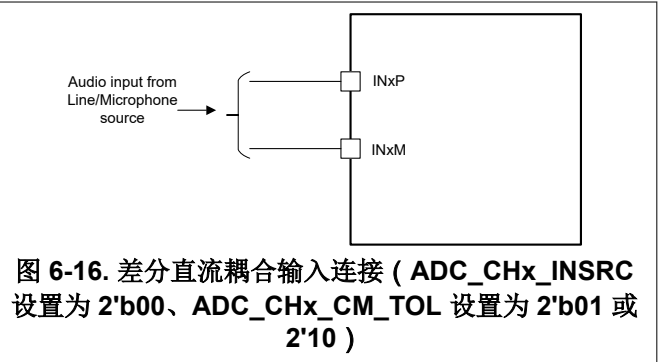 Audio input from
Line/Microphone
source
INxP
INxM
图 6-16. 差分直流耦合输入连接（ADC_CHx_INSRC
设置为 2'b00、ADC_CHx_CM_TOL 设置为 2'b01 或
2'10）